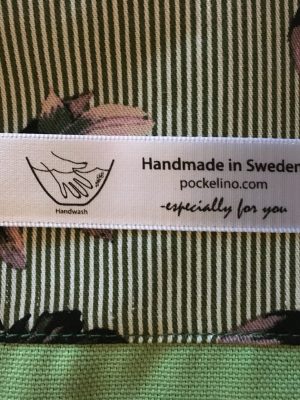 Handmade in Sweden
pockelino.com
-especially for you
Handwash